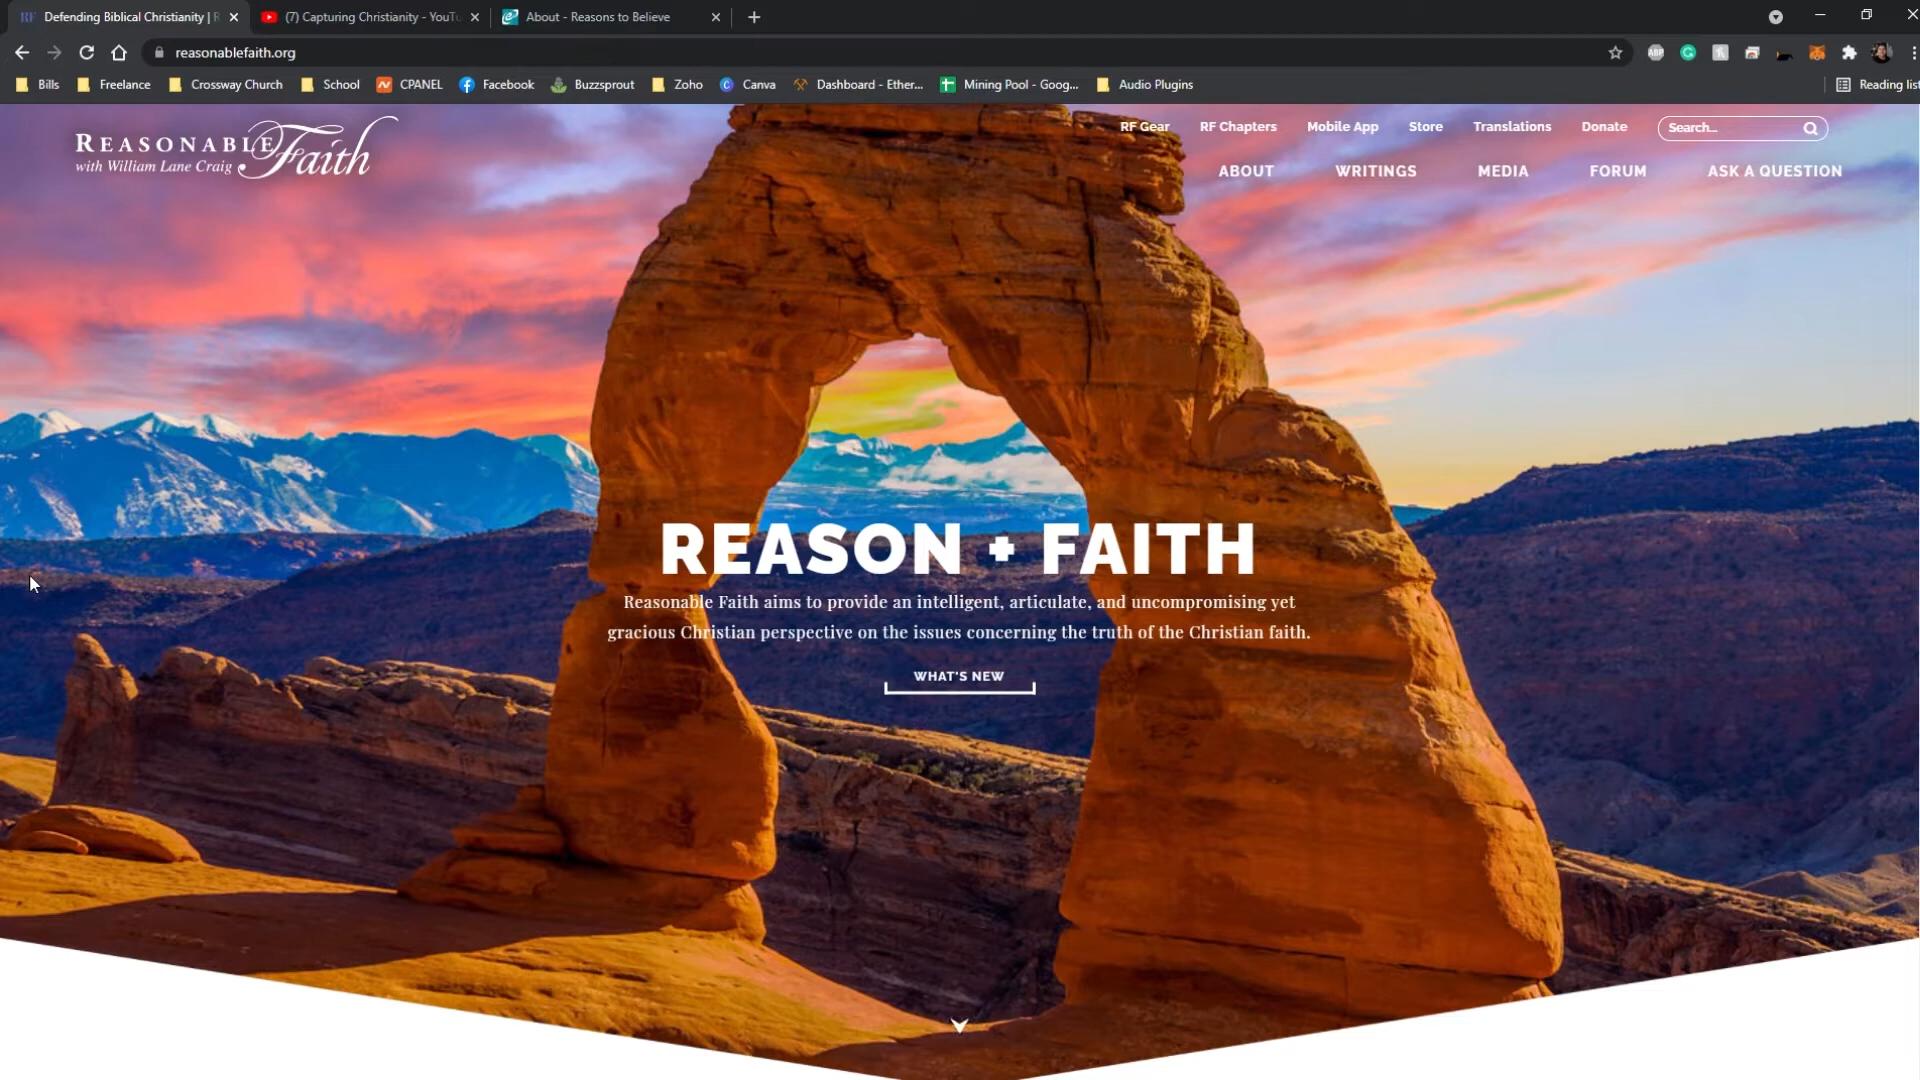 Defending Biblical Christianity |
(7) Capturing Christianity - YouTu
About - Reasons to Believe
reasonablefaith.org
Bills
Freelance
Crossway Church
School
CPANEL
Facebook
Buzzsprout
Zoho
Canva
Dashboard - Ether...
Mining Pool - Goog...
Audio Plugins
Reading list
REASONABLE Faith
with William Lane Craig
RF Gear
RF Chapters
Mobile App
Store
Translations
Donate
Search...
ABOUT
WRITINGS
MEDIA
FORUM
ASK A QUESTION
REASON + FAITH
Reasonable Faith aims to provide an intelligent, articulate, and uncompromising yet
gracious Christian perspective on the issues concerning the truth of the Christian faith.
WHAT'S NEW